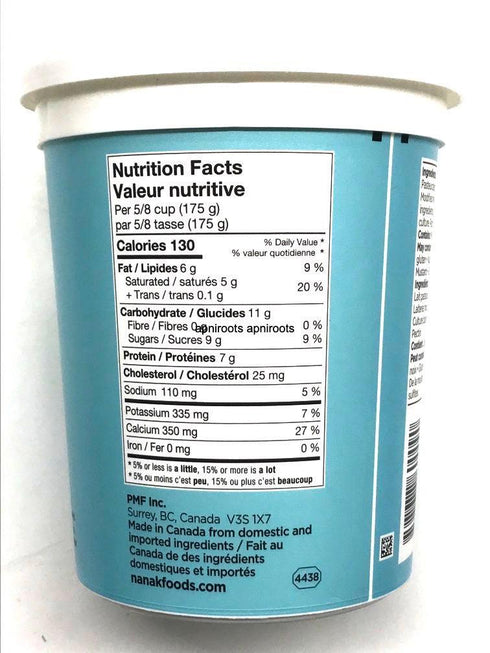 Nutrition Facts
Valeur nutritive
Per 5/8 cup (175 g)
par 5/8 tasse (175 g)
Calories 130
% Daily Value *
% valeur quotidienne *
Fat / Lipides 6 g 9 %
Saturated / saturés 5 g
+ Trans / trans 0.1 g 20 %
Carbohydrate / Glucides 11 g
Fibre / Fibres 0 g 0 %
apniroots apniroots
Sugars / Sucres 9 g 9 %
Protein / Protéines 7 g
Cholesterol / Cholestérol 25 mg
Sodium 110 mg 5 %
Potassium 335 mg 7 %
Calcium 350 mg 27 %
Iron / Fer 0 mg 0 %
* 5% or less is a little, 15% or more is a lot
* 5% ou moins c'est peu, 15% ou plus c'est beaucoup
PMF Inc.
Surrey, BC, Canada V3S 1X7
Made in Canada from domestic and
imported ingredients / Fait au
Canada de des ingrédients
domestiques et importés
nanakfoods.com
4438